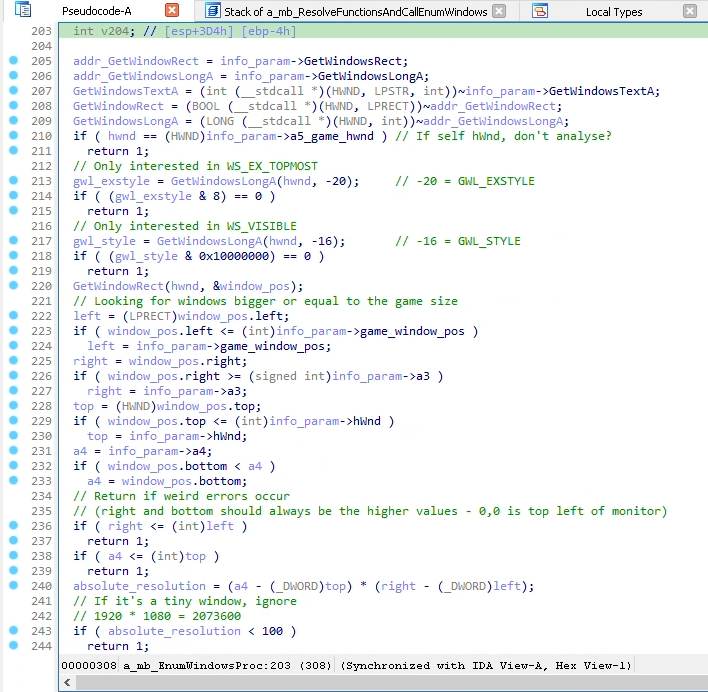 Pseudocode-A Stack of a_mb_ResolveFunctionsAndCallEnumWindows Local Types
203 int v204; // [esp+3D4h] [ebp-4h]
204
205 addr_GetWindowRect = info_param->GetWindowsRect;
206 addr_GetWindowsLongA = info_param->GetWindowsLongA;
207 GetWindowsTextA = (int (__stdcall *)(HWND, LPSTR, int))~info_param->GetWindowsTextA;
208 GetWindowRect = (BOOL (__stdcall *)(HWND, LPRECT))~addr_GetWindowRect;
209 GetWindowsLongA = (LONG (__stdcall *)(HWND, int))~addr_GetWindowsLongA;
210 if ( hwnd == (HWND)info_param->a5_game_hwnd ) // If self hWnd, don't analyse?
211 return 1;
212 // Only interested in WS_EX_TOPMOST
213 gwl_exstyle = GetWindowsLongA(hwnd, -20); // -20 = GWL_EXSTYLE
214 if ( (gwl_exstyle & 8) == 0 )
215 return 1;
216 // Only interested in WS_VISIBLE
217 gwl_style = GetWindowsLongA(hwnd, -16); // -16 = GWL_STYLE
218 if ( (gwl_style & 0x10000000) == 0 )
219 return 1;
220 GetWindowRect(hwnd, &window_pos);
221 // Looking for windows bigger or equal to the game size
222 left = (LPRECT)window_pos.left;
223 if ( window_pos.left <= (int)info_param->game_window_pos )
224 left = info_param->game_window_pos;
225 right = window_pos.right;
226 if ( window_pos.right >= (signed int)info_param->a3 )
227 right = info_param->a3;
228 top = (HWND)window_pos.top;
229 if ( window_pos.top <= (int)info_param->hWnd )
230 top = info_param->hWnd;
231 a4 = info_param->a4;
232 if ( window_pos.bottom < a4 )
233 a4 = window_pos.bottom;
234 // Return if weird errors occur
235 // (right and bottom should always be the higher values - 0,0 is top left of monitor)
236 if ( right <= (int)left )
237 return 1;
238 if ( a4 <= (int)top )
239 return 1;
240 absolute_resolution = (a4 - (_DWORD)top) * (right - (_DWORD)left);
241 // If it's a tiny window, ignore
242 // 1920 * 1080 = 2073600
243 if ( absolute_resolution < 100 )
244 return 1;
00000308 a_mb_EnumWindowsProc:203 (308) (Synchronized with IDA View-A, Hex View-1)